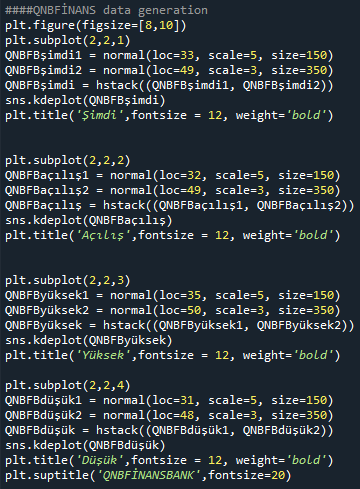 ####QNBFİNANS data generation
plt.figure(figsize=[8,10])
plt.subplot(2,2,1)
QNBFBşimdi1 = normal(loc=33, scale=5, size=150)
QNBFBşimdi2 = normal(loc=49, scale=3, size=350)
QNBFBşimdi = hstack((QNBFBşimdi1, QNBFBşimdi2))
sns.kdeplot(QNBFBşimdi)
plt.title('Şimdi',fontsize = 12, weight='bold')
plt.subplot(2,2,2)
QNBFBaçılış1 = normal(loc=32, scale=5, size=150)
QNBFBaçılış2 = normal(loc=49, scale=3, size=350)
QNBFBaçılış = hstack((QNBFBaçılış1, QNBFBaçılış2))
sns.kdeplot(QNBFBaçılış)
plt.title('Açılış',fontsize = 12, weight='bold')
plt.subplot(2,2,3)
QNBFByüksek1 = normal(loc=35, scale=5, size=150)
QNBFByüksek2 = normal(loc=50, scale=3, size=350)
QNBFByüksek = hstack((QNBFByüksek1, QNBFByüksek2))
sns.kdeplot(QNBFByüksek)
plt.title('Yüksek',fontsize = 12, weight='bold')
plt.subplot(2,2,4)
QNBFBdüşük1 = normal(loc=31, scale=5, size=150)
QNBFBdüşük2 = normal(loc=48, scale=3, size=350)
QNBFBdüşük = hstack((QNBFBdüşük1, QNBFBdüşük2))
sns.kdeplot(QNBFBdüşük)
plt.title('Düşük',fontsize = 12, weight='bold')
plt.suptitle('QNBFİNANSBANK',fontsize=20)